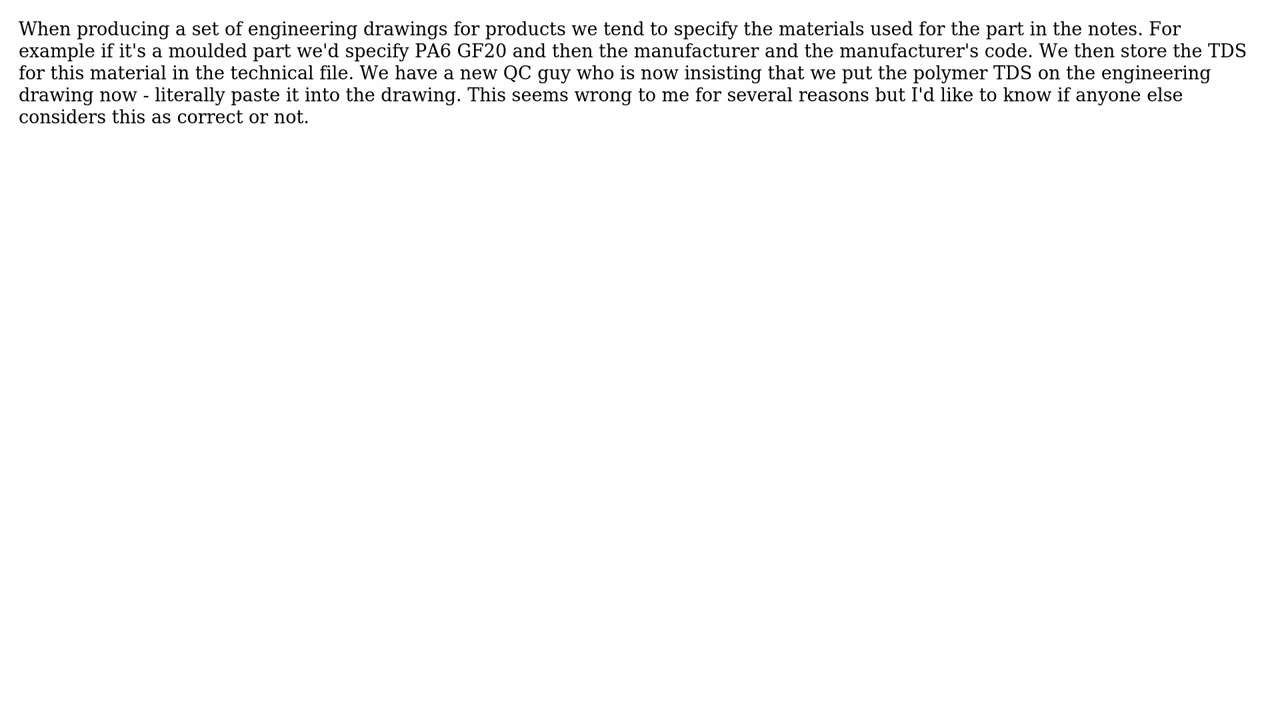 When producing a set of engineering drawings for products we tend to specify the materials used for the part in the notes. For
example if it's a moulded part we'd specify PA6 GF20 and then the manufacturer and the manufacturer's code. We then store the TDS
for this material in the technical file. We have a new QC guy who is now insisting that we put the polymer TDS on the engineering
drawing now - literally paste it into the drawing. This seems wrong to me for several reasons but I'd like to know if anyone else
considers this as correct or not.